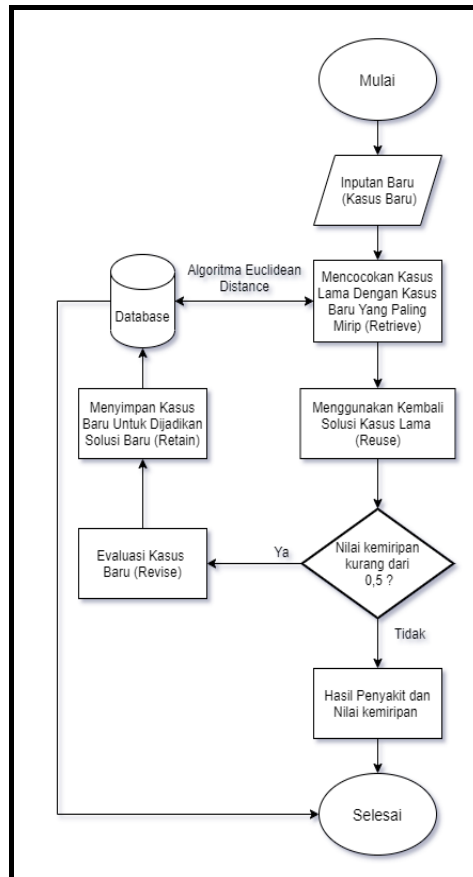 Mulai
Inputan Baru
(Kasus Baru)
Algoritma Euclidean
Distance
Database
Mencocokan Kasus
Lama Dengan Kasus
Baru Yang Paling
Mirip (Retrieve)
Menyimpan Kasus
Baru Untuk Dijadikan
Solusi Baru (Retain)
Menggunakan Kembali
Solusi Kasus Lama
(Reuse)
Evaluasi Kasus
Baru (Revise)
Ya
Nilai kemiripan
kurang dari
0,5 ?
Tidak
Hasil Penyakit dan
Nilai kemiripan
Selesai